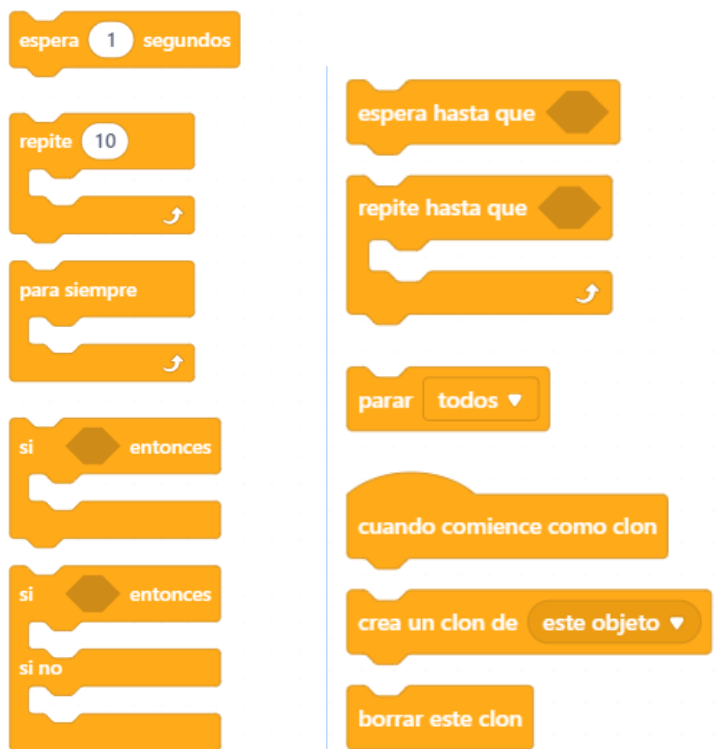 espera 1 segundos
repite 10
para siempre
si entonces
si entonces
si no
espera hasta que
repite hasta que
parar todos
cuando comience como clon
crea un clon de este objeto
borrar este clon